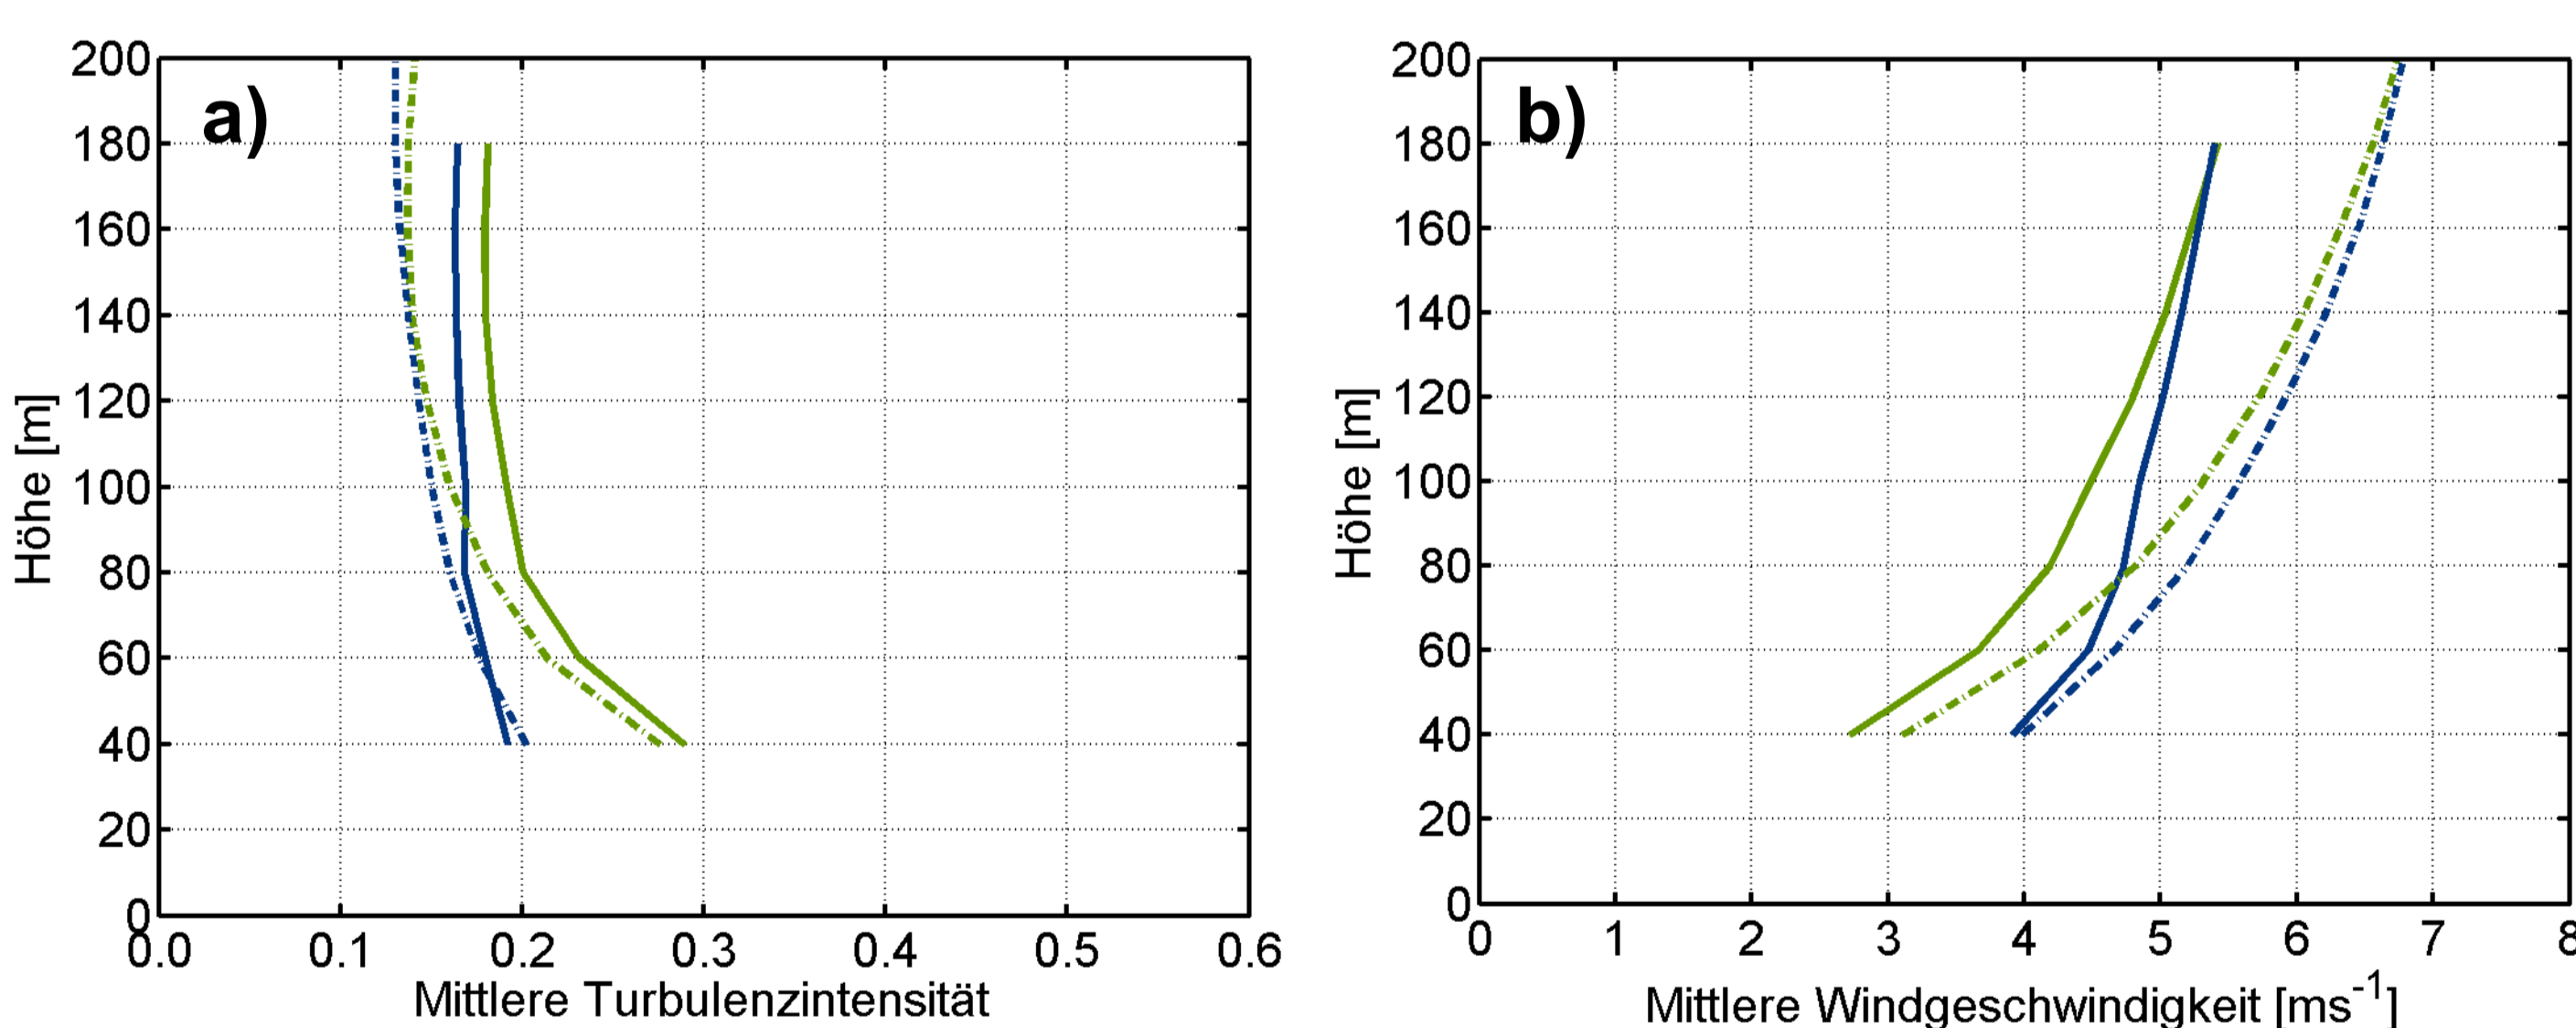 a)
200
180
160
140
120
100
80
60
40
20
0
Höhe [m]
0.0 0.1 0.2 0.3 0.4 0.5 0.6
Mittlere Turbulenzintensität
b)
200
180
160
140
120
100
80
60
40
20
0
Höhe [m]
0 1 2 3 4 5 6 7 8
Mittlere Windgeschwindigkeit [ms⁻¹]